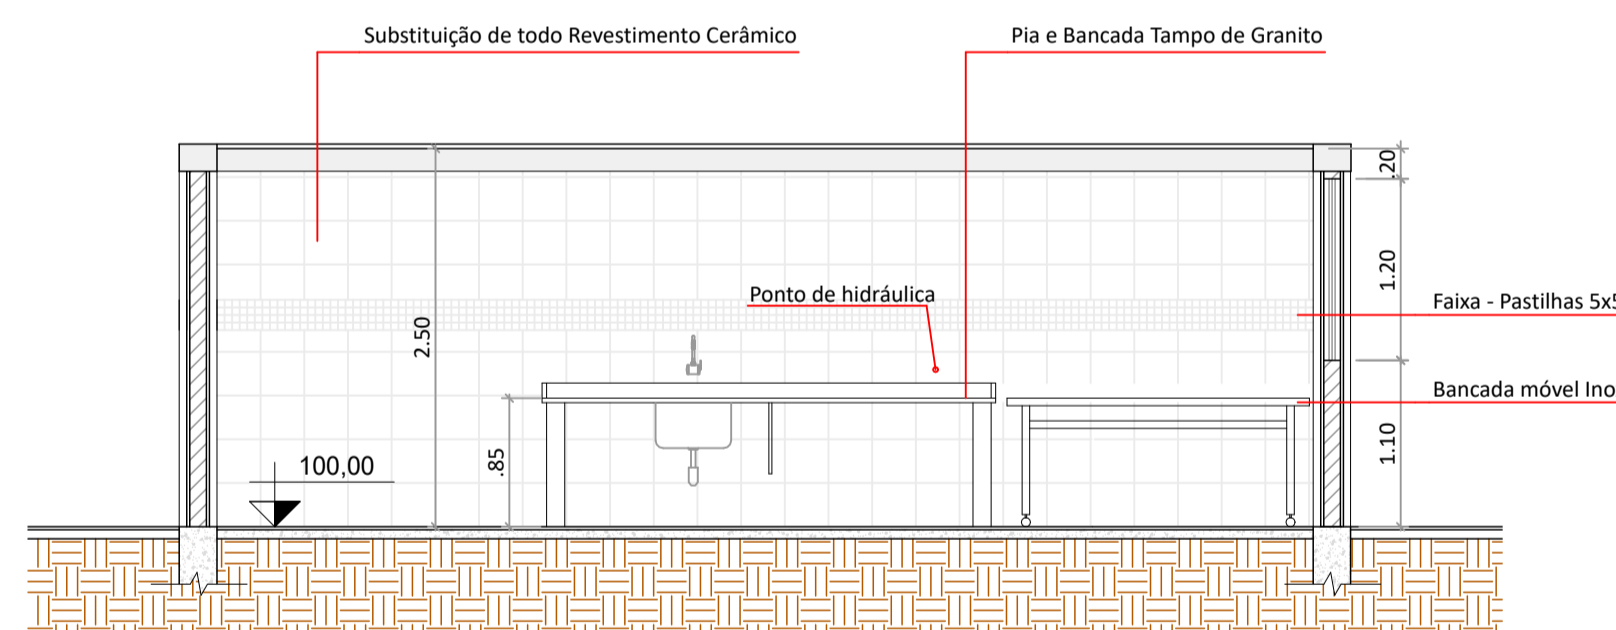 Substituição de todo Revestimento Cerâmico
Pia e Bancada Tampo de Granito
.20
1.20
Ponto de hidráulica
Faixa - Pastilhas 5x5
2.50
Bancada móvel Ino
1.10
.85
100,00